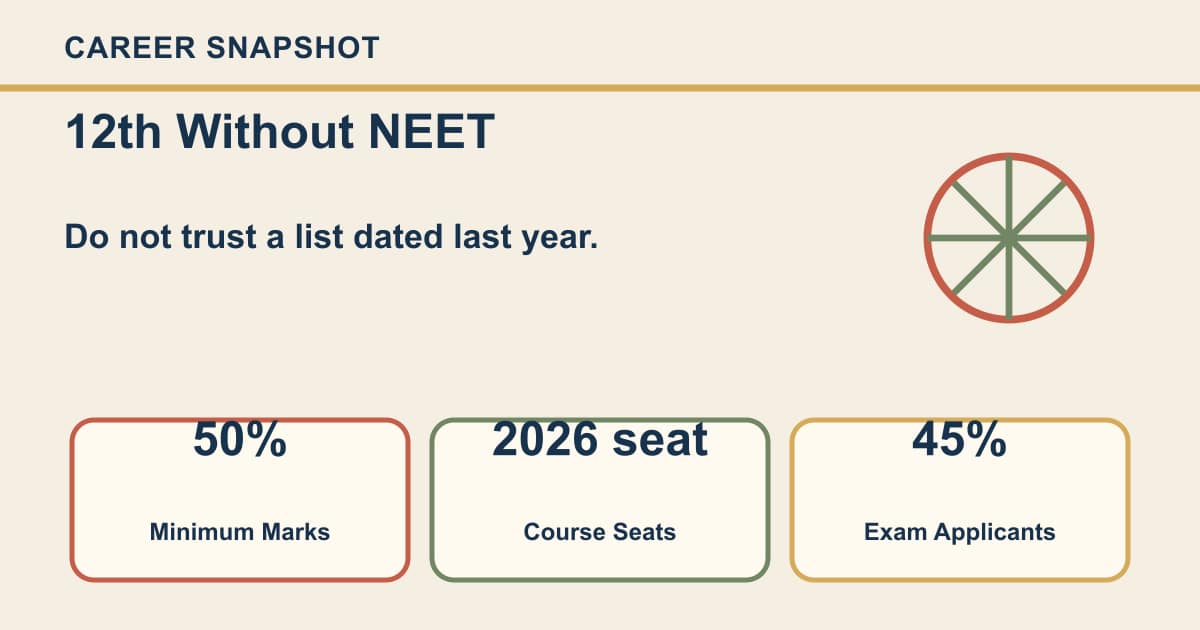 CAREER SNAPSHOT
12th Without NEET
Do not trust a list dated last year.
50%
Minimum Marks
2026 seat
Course Seats
45%
Exam Applicants